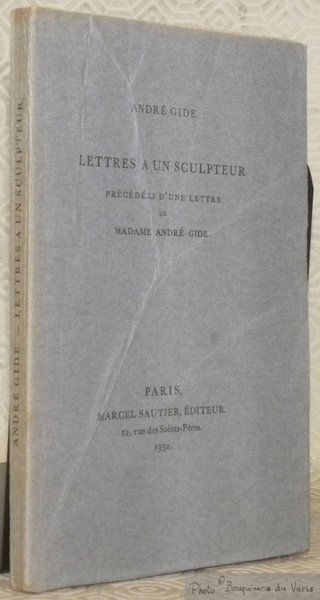 ANDRÉ GIDE.
LETTRES A UN SCULPTEUR
PRÉCÉDÉES D'UNE LETTRE
DE
MADAME ANDRÉ GIDE.
PARIS,
MARCEL SAUTIER, ÉDITEUR.
12, rue des Saints-Pères,
1952.
ANDRÉ GIDE. — LETTRES A UN SCULPTEUR
Photo © Bouquinerie du Varis